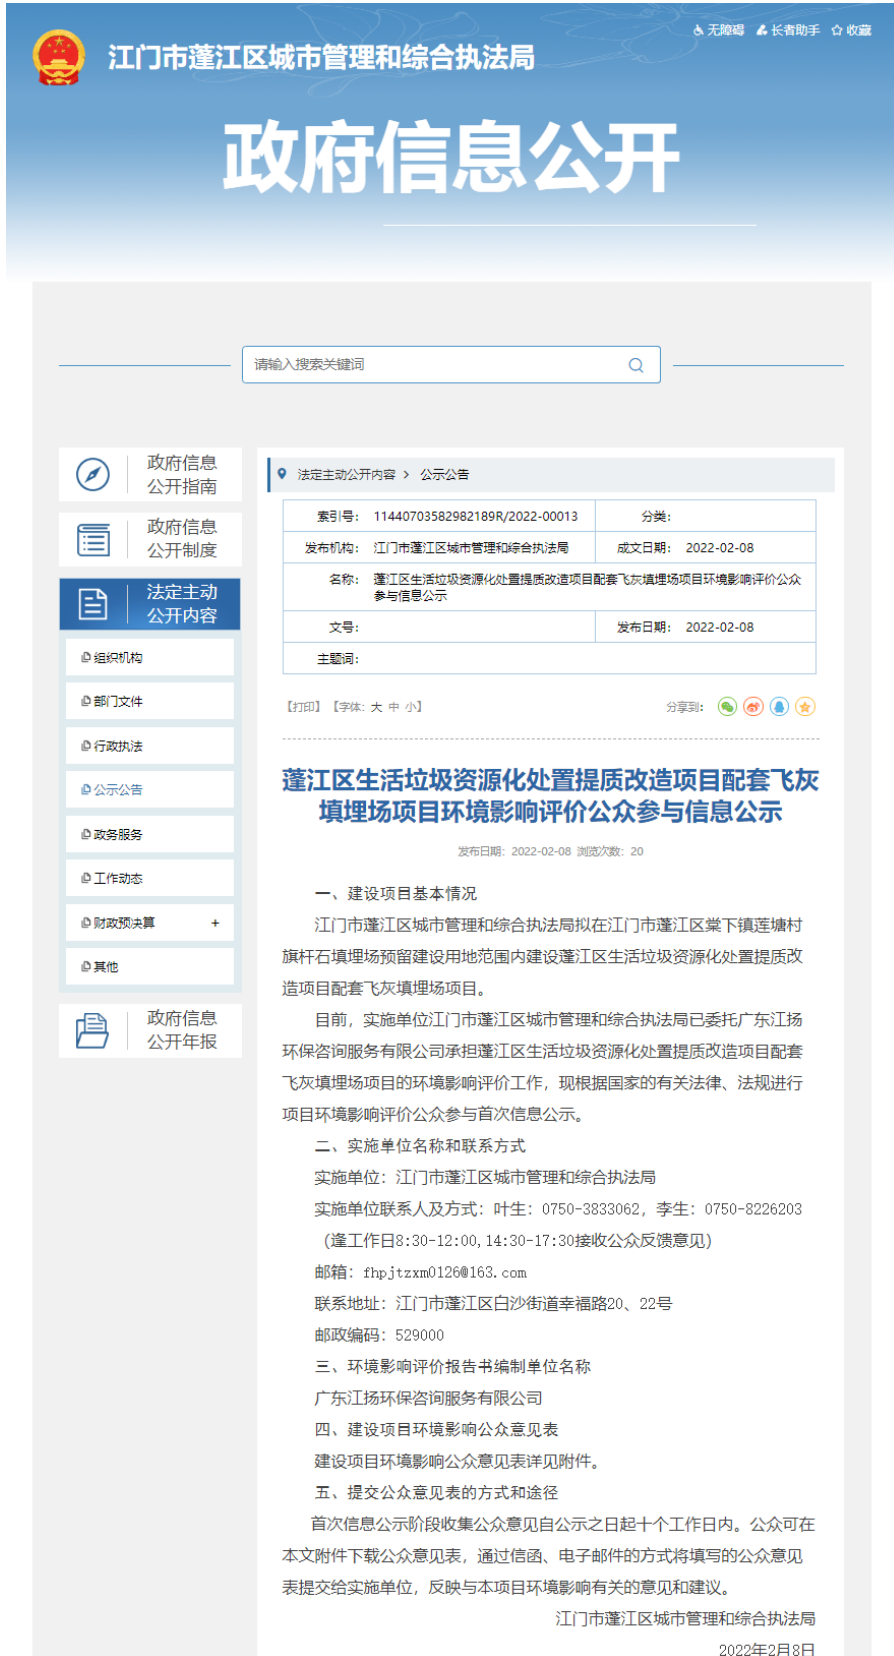 无障碍 长者助手 收藏
江门市蓬江区城市管理和综合执法局
政府信息公开
请输入搜索关键词
政府信息
公开指南
政府信息
公开制度
法定主动
公开内容
组织机构
部门文件
行政执法
公示公告
政务服务
工作动态
财政预决算 +
其他
政府信息
公开年报
法定主动公开内容 > 公示公告
索引号: 11440703582982189R/2022-00013 分类:
发布机构: 江门市蓬江区城市管理和综合执法局 成文日期: 2022-02-08
名称: 蓬江区生活垃圾资源化处置提质改造项目配套飞灰填埋场项目环境影响评价公众
参与信息公示
文号: 发布日期: 2022-02-08
主题词:
【打印】【字体: 大 中 小】 分享到:
蓬江区生活垃圾资源化处置提质改造项目配套飞灰
填埋场项目环境影响评价公众参与信息公示
发布日期: 2022-02-08 浏览次数: 20
一、建设项目基本情况
江门市蓬江区城市管理和综合执法局拟在江门市蓬江区棠下镇莲塘村
旗杆石填埋场预留建设用地范围内建设蓬江区生活垃圾资源化处置提质改
造项目配套飞灰填埋场项目。
目前，实施单位江门市蓬江区城市管理和综合执法局已委托广东江扬
环保咨询服务有限公司承担蓬江区生活垃圾资源化处置提质改造项目配套
飞灰填埋场项目的环境影响评价工作，现根据国家的有关法律、法规进行
项目环境影响评价公众参与首次信息公示。
二、实施单位名称和联系方式
实施单位：江门市蓬江区城市管理和综合执法局
实施单位联系人及方式：叶生：0750-3833062，李生：0750-8226203
（逢工作日8:30-12:00,14:30-17:30接收公众反馈意见）
邮箱：fhpjtzxm0126@163.com
联系地址：江门市蓬江区白沙街道幸福路20、22号
邮政编码：529000
三、环境影响评价报告书编制单位名称
广东江扬环保咨询服务有限公司
四、建设项目环境影响公众意见表
建设项目环境影响公众意见表详见附件。
五、提交公众意见表的方式和途径
首次信息公示阶段收集公众意见自公示之日起十个工作日内。公众可在
本文附件下载公众意见表，通过信函、电子邮件的方式将填写的公众意见
表提交给实施单位，反映与本项目环境影响有关的意见和建议。
江门市蓬江区城市管理和综合执法局
2022年2月8日